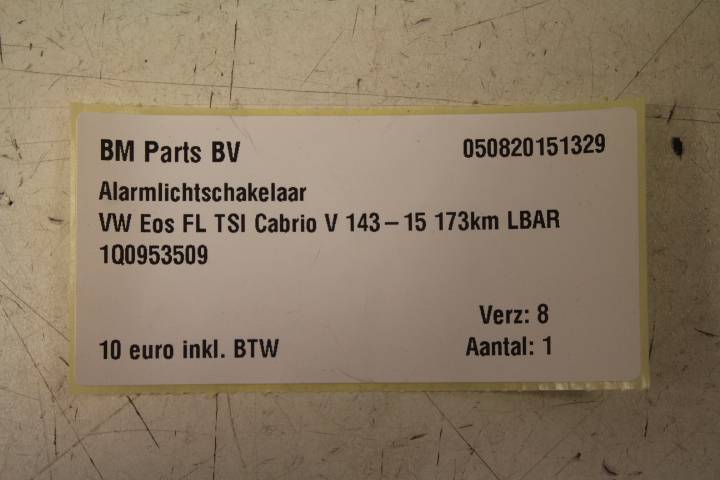 BM Parts BV 050820151329
Alarmlichtschakelaar
VW Eos FL TSI Cabrio V 143-15 173km LBAR
1Q0953509
Verz: 8
10 euro inkl. BTW Aantal: 1